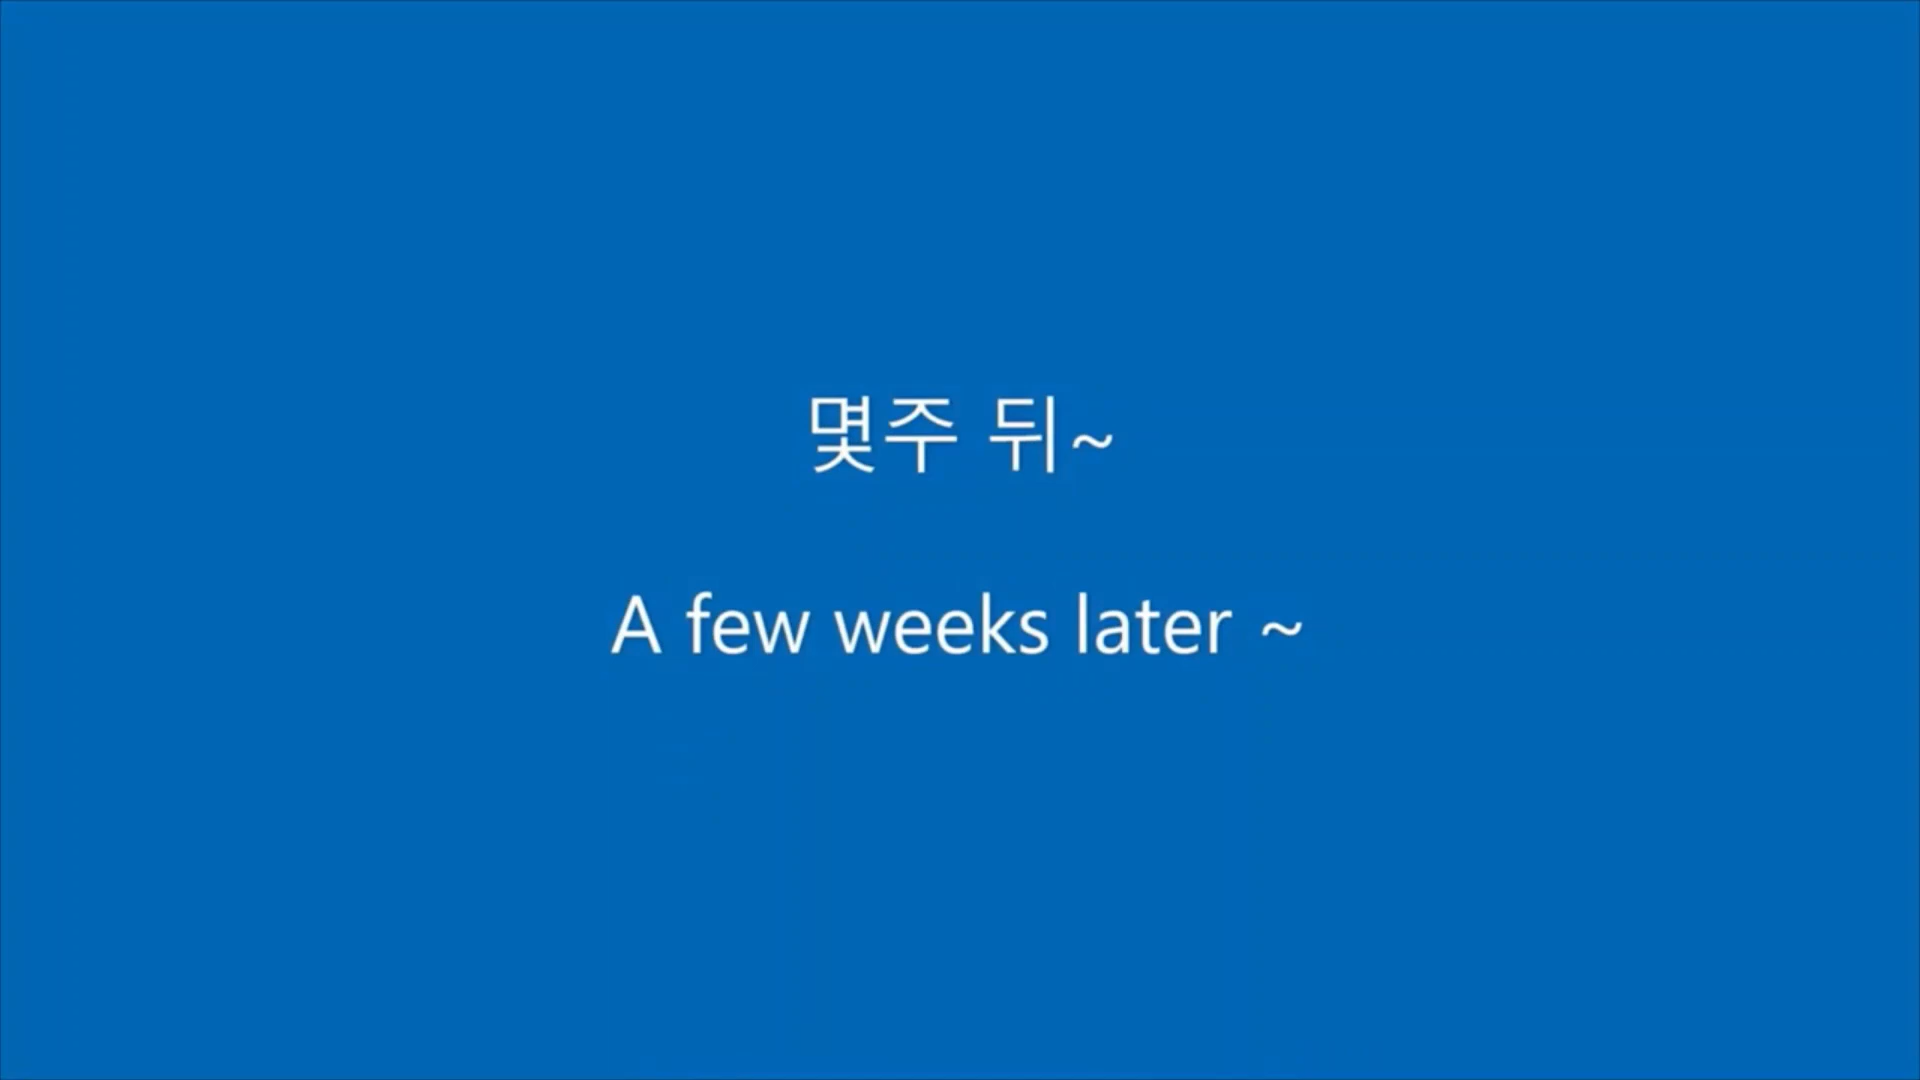 몇주 뒤~
A few weeks later ~